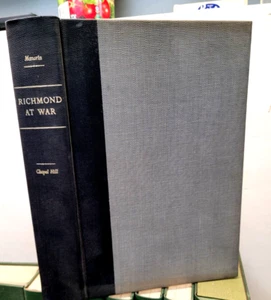 Manarin
RICHMOND
AT WAR
Chapel Hill